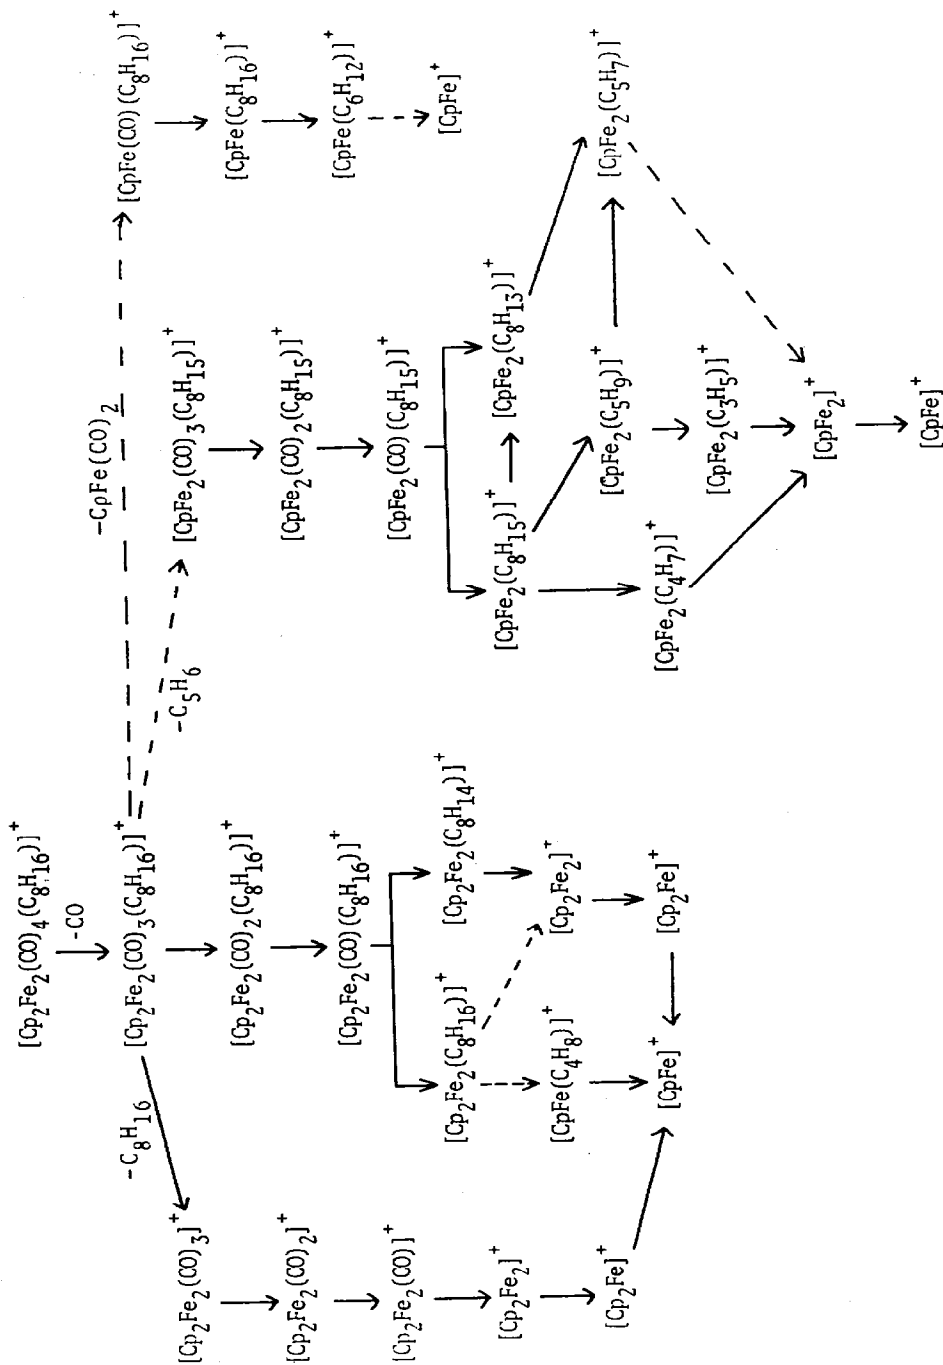 [Cp2Fe2(CO)4(C8H16)]+
-CO
[Cp2Fe2(CO)3(C8H16)]+
-C8H16
-C5H6
-CpFe(CO)2
[Cp2Fe2(CO)3]+
[Cp2Fe2(CO)2]+
[Cp2Fe2(CO)]+
[Cp2Fe2]+
[Cp2Fe]+
[Cp2Fe2(CO)2(C8H16)]+
[Cp2Fe2(CO)(C8H16)]+
[Cp2Fe2(C8H16)]+
[Cp2Fe2(C8H14)]+
[CpFe(C4H8)]+
[Cp2Fe2]+
[CpFe]+
[Cp2Fe]+
[CpFe2(CO)3(C8H15)]+
[CpFe2(CO)2(C8H15)]+
[CpFe2(CO)(C8H15)]+
[CpFe2(C8H15)]+
[CpFe2(C8H13)]+
[CpFe2(C5H9)]+
[CpFe2(C5H7)]+
[CpFe2(C4H7)]+
[CpFe2(C3H5)]+
[CpFe2]+
[CpFe]+
[CpFe(CO)(C8H16)]+
[CpFe(C8H16)]+
[CpFe(C6H12)]+
[CpFe]+